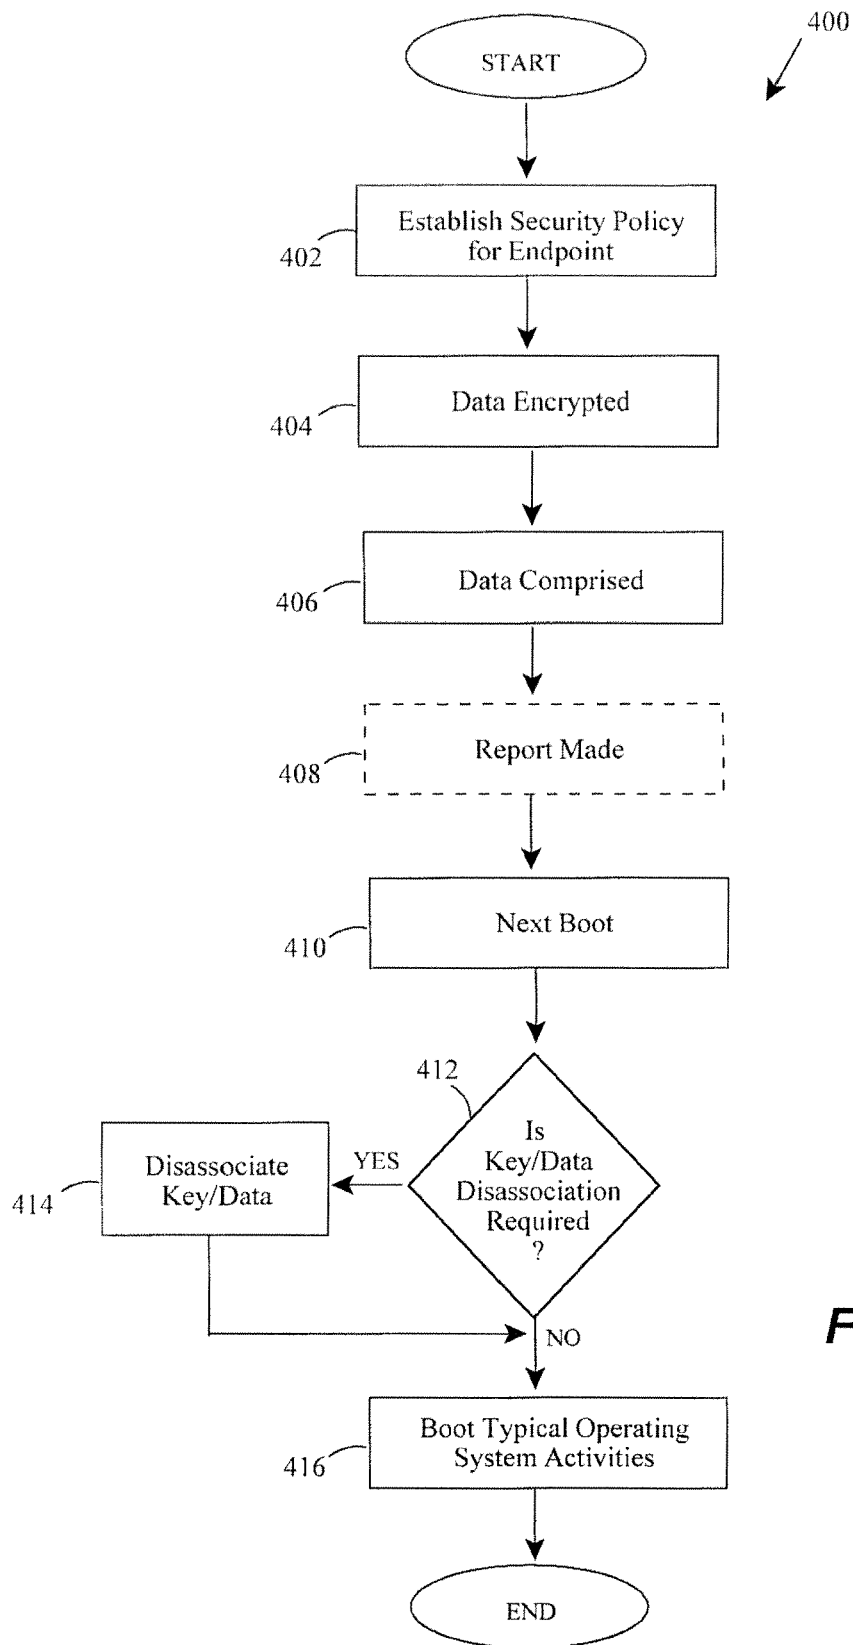 400
START
Establish Security Policy
for Endpoint
402
Data Encrypted
404
Data Comprised
406
Report Made
408
Next Boot
410
412
Is
Key/Data
Disassociation
Required
?
YES
Disassociate
Key/Data
414
NO
F
Boot Typical Operating
System Activities
416
END